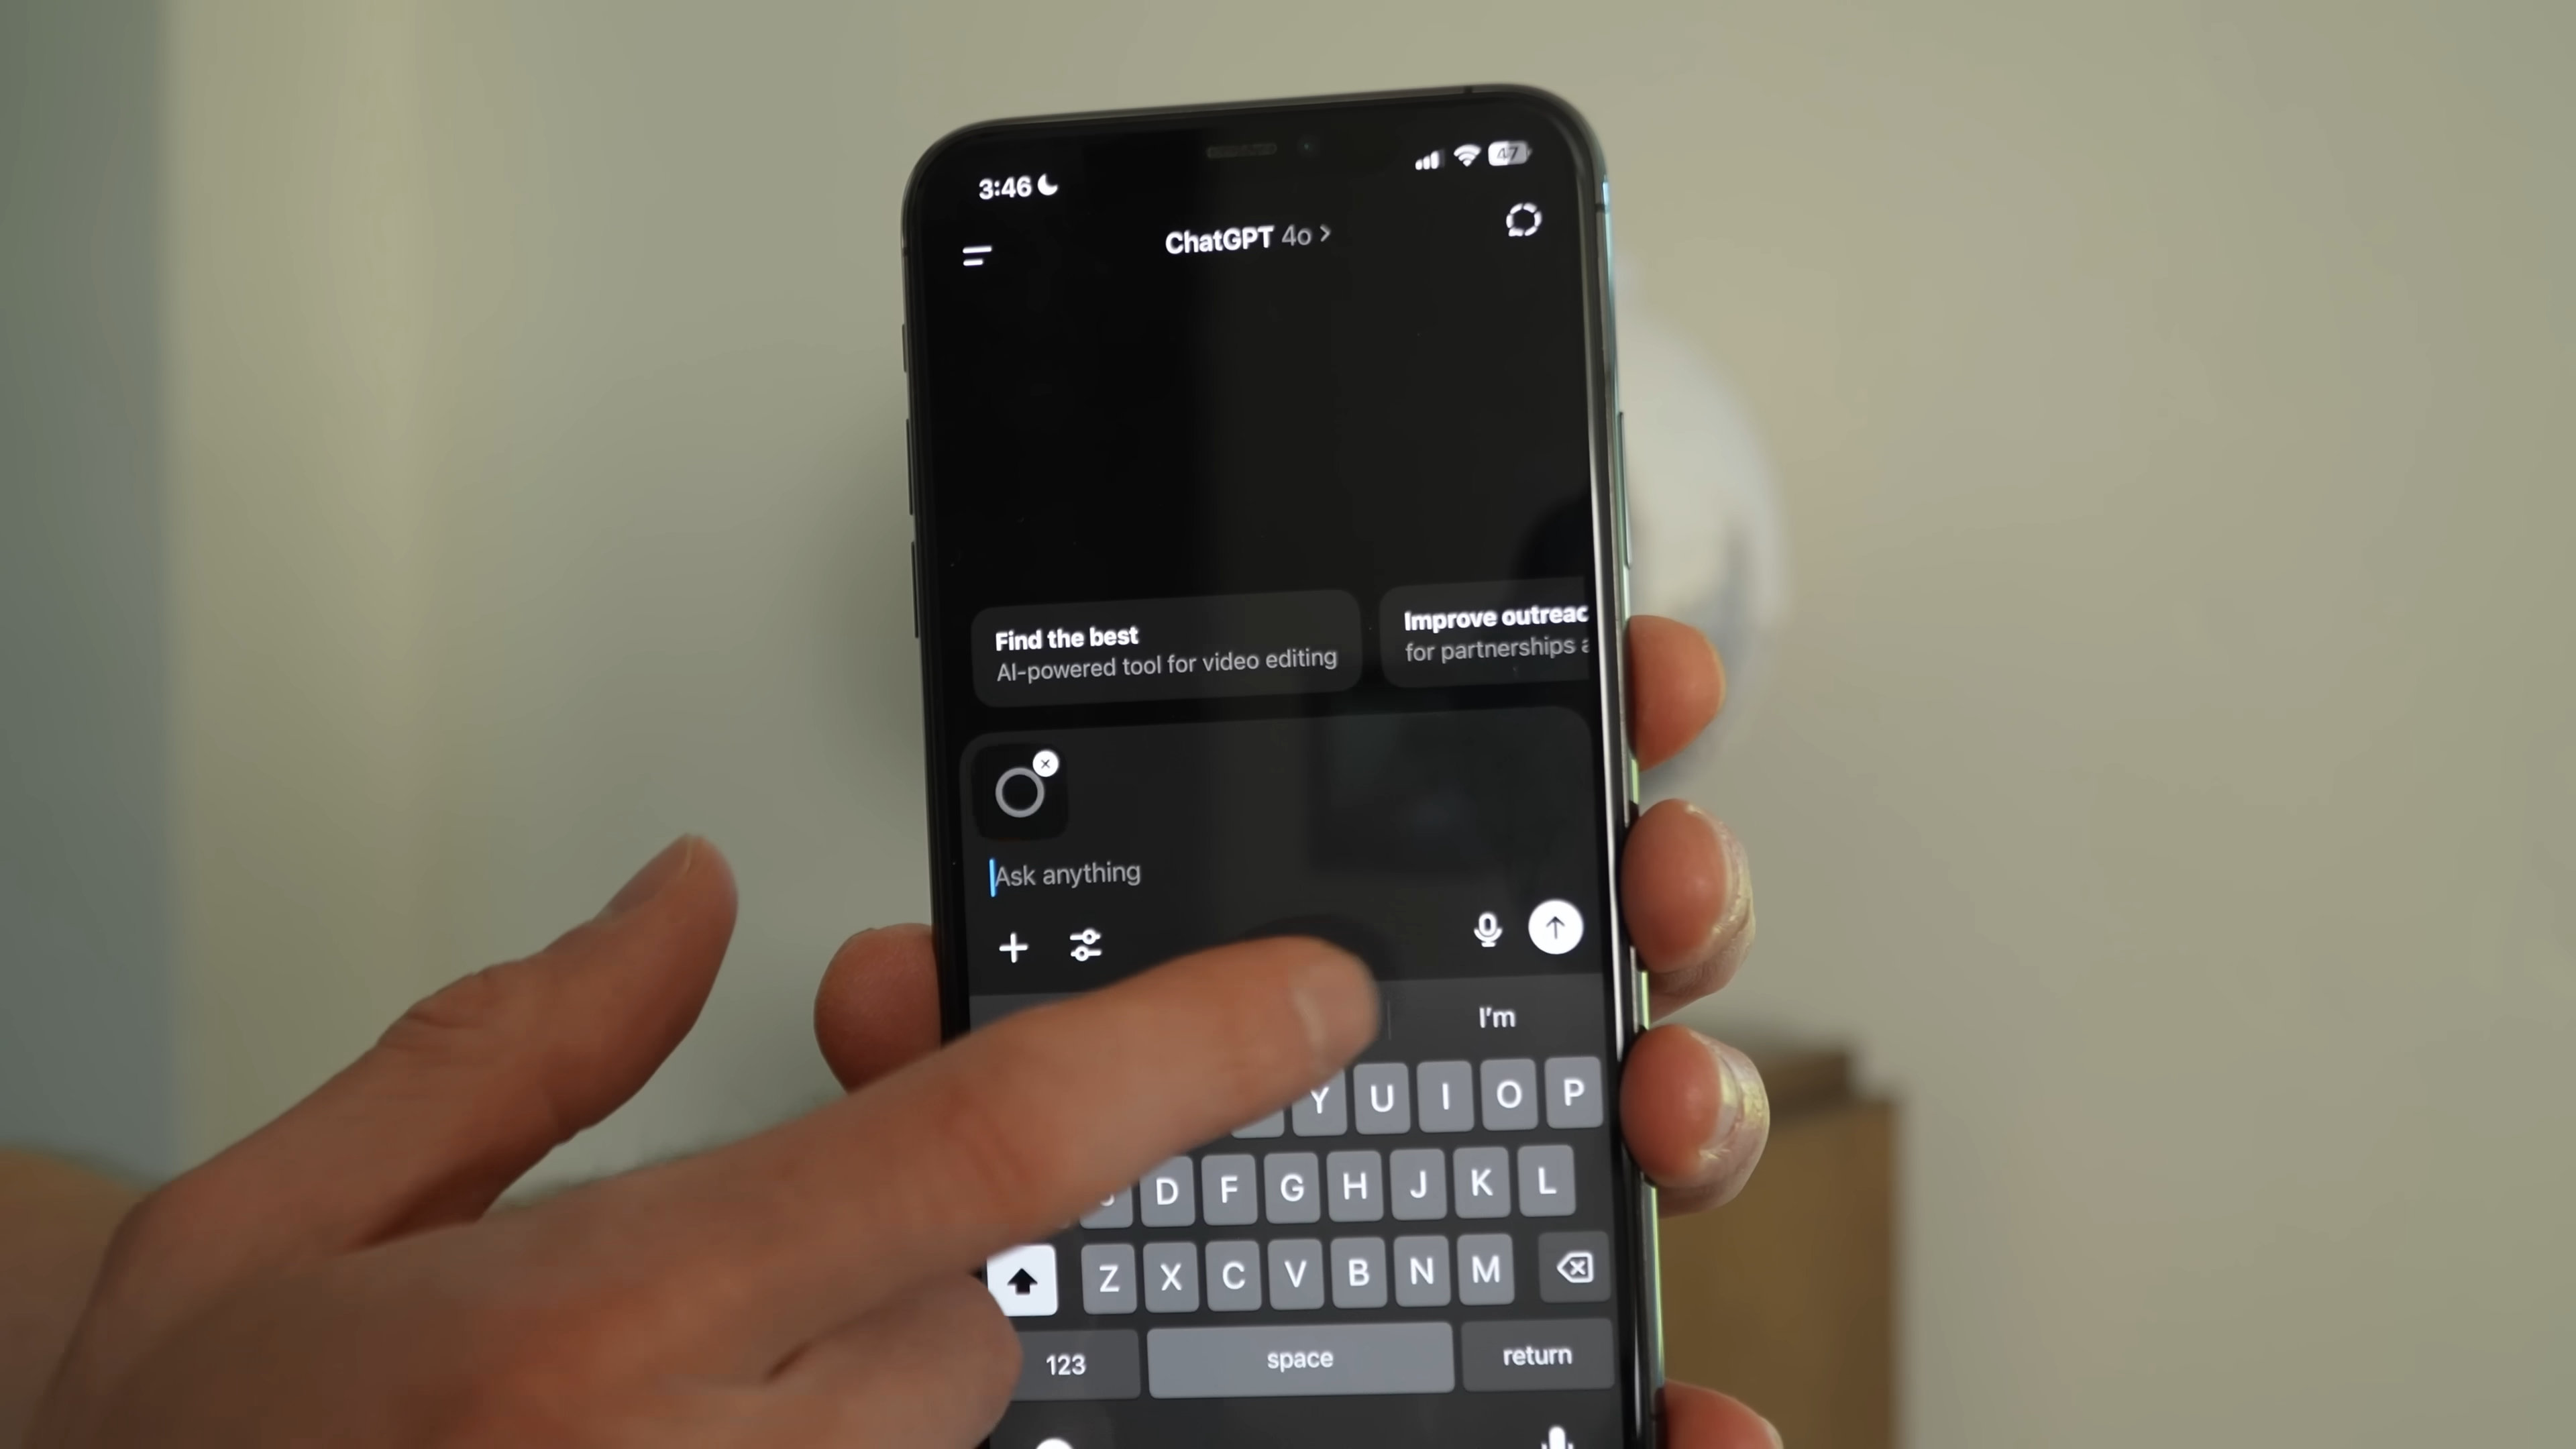 3:46
47
ChatGPT 4o >
Find the best
AI-powered tool for video editing
Improve outreac
for partnerships a
Ask anything
I'm
Y U I O P
D F G H J K L
Z X C V B N M
123 space return